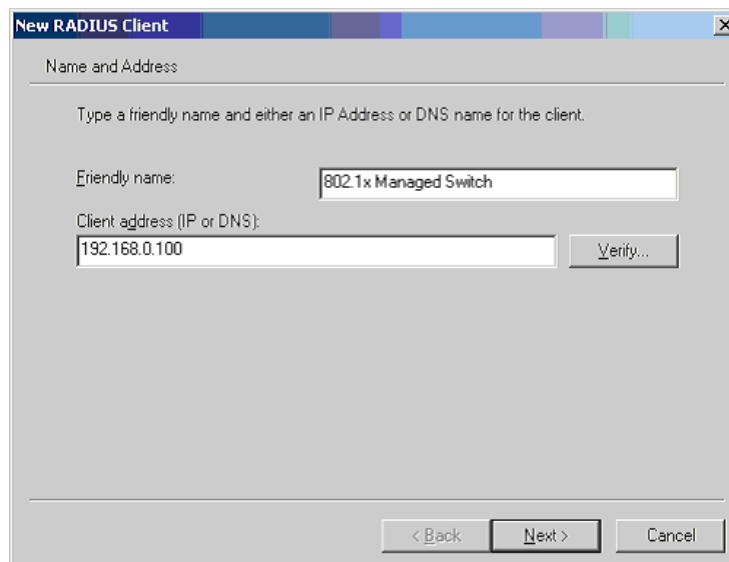 New RADIUS Client
Name and Address
Type a friendly name and either an IP Address or DNS name for the client.
Friendly name:
802.1x Managed Switch
Client address (IP or DNS):
192.168.0.100
Verify...
< Back
Next >
Cancel